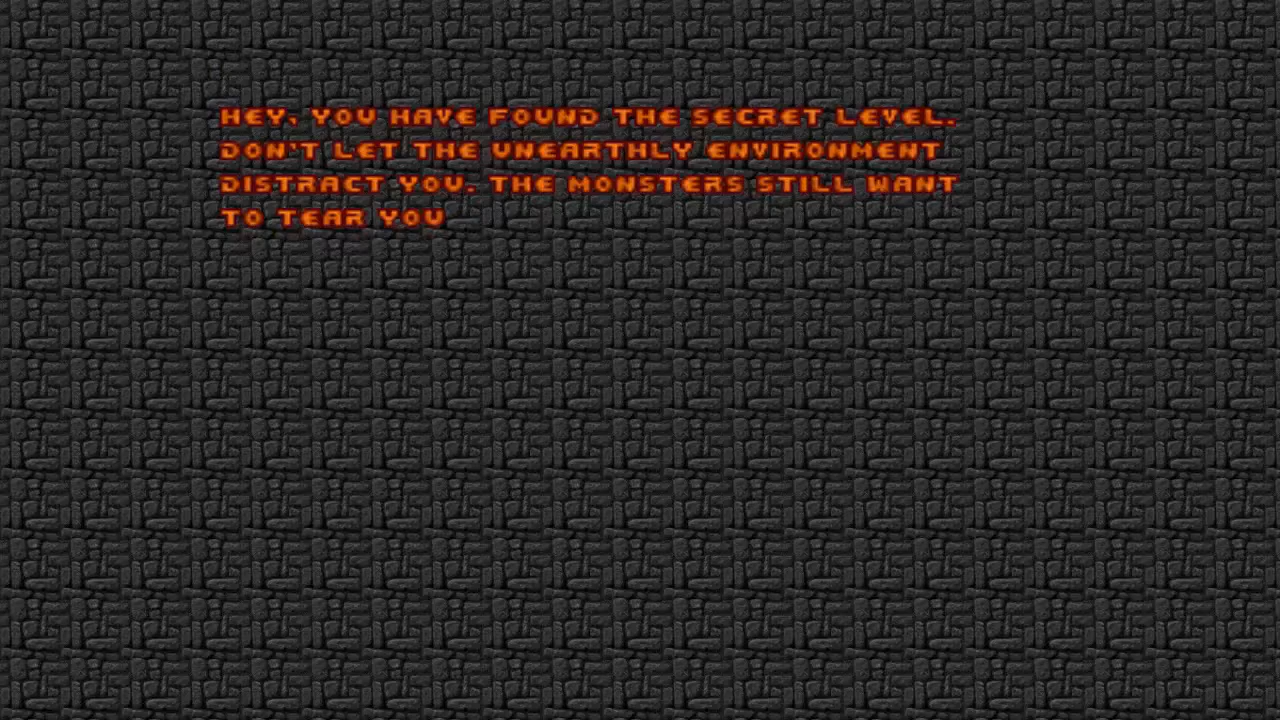 HEY, YOU HAVE FOUND THE SECRET LEVEL.
DON'T LET THE UNEARTHLY ENVIRONMENT
DISTRACT YOU. THE MONSTERS STILL WANT
TO TEAR YOU